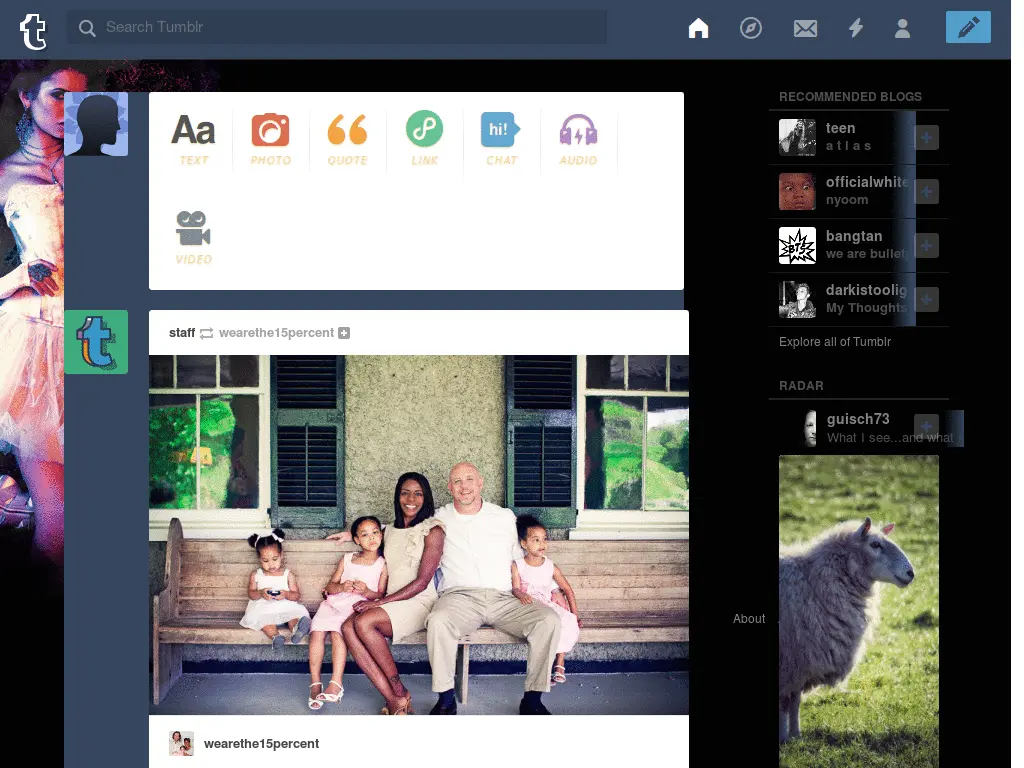 Search Tumblr
Aa
TEXT
PHOTO
QUOTE
LINK
hi!
CHAT
AUDIO
VIDEO
staff wearethe15percent
wearethe15percent
RECOMMENDED BLOGS
teen
a t l a s
officialwhite
nyoom
bangtan
BTS
we are bullet
darkistoolig
My Thoughts
Explore all of Tumblr
RADAR
guisch73
What I see...and what
About